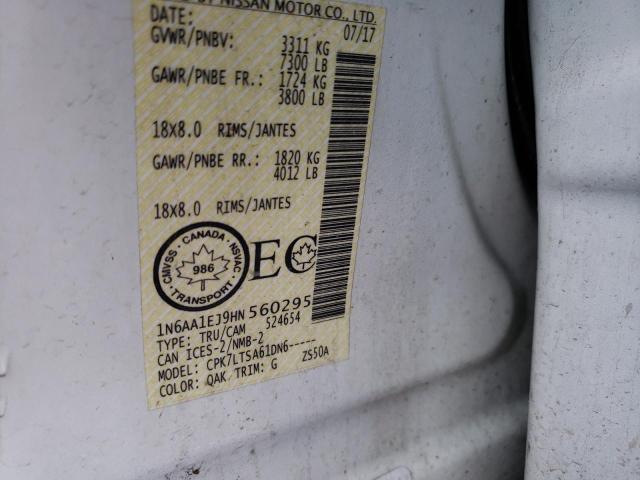 BY NISSAN MOTOR CO., LTD.
DATE: 07/17
GVWR/PNBV: 3311 KG
7300 LB
GAWR/PNBE FR.: 1724 KG
3800 LB
18X8.0 RIMS/JANTES
GAWR/PNBE RR.: 1820 KG
4012 LB
18X8.0 RIMS/JANTES
CANADA
CMVSS NSVAC
986
TRANSPORT
EC
1N6AA1EJ9HN560295
TYPE: TRU/CAM 524654
CAN ICES-2/NMB-2
MODEL: CPK7LTSA61DN6-----
COLOR: QAK TRIM: G ZS50A